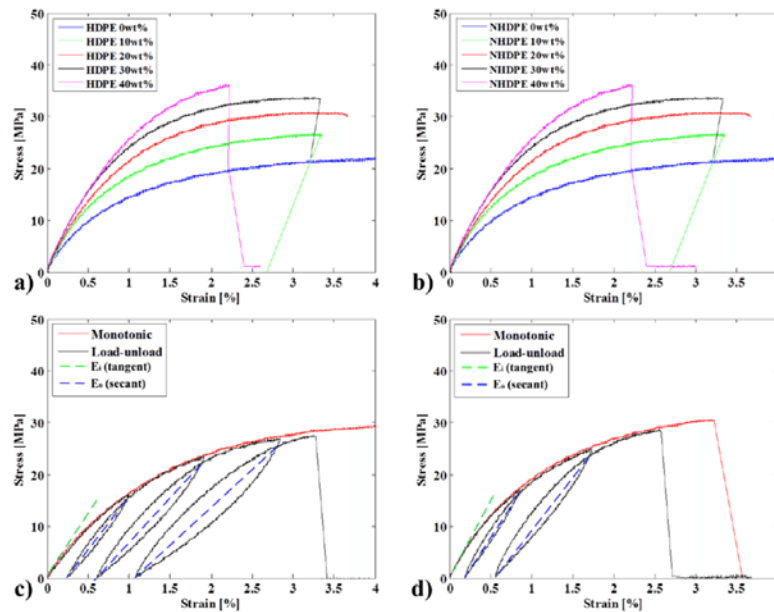 50
HDPE 0wt%
HDPE 10wt%
HDPE 20wt%
HDPE 30wt%
HDPE 40wt%
40
30
20
10
0
Stress [MPa]
0 0.5 1 1.5 2 2.5 3 3.5 4
a) Strain [%]
50
NHDPE 0wt%
NHDPE 10wt%
NHDPE 20wt%
NHDPE 30wt%
NHDPE 40wt%
40
30
20
10
0
Stress [MPa]
0 0.5 1 1.5 2 2.5 3 3.5
b) Strain [%]
50
Monotonic
Load-unload
E₁ (tangent)
Eₒ (secant)
40
30
20
10
0
Stress [MPa]
0 0.5 1 1.5 2 2.5 3 3.5 4
c) Strain [%]
50
Monotonic
Load-unload
E₁ (tangent)
Eₒ (secant)
40
30
20
10
0
Stress [MPa]
0 0.5 1 1.5 2 2.5 3 3.5
d) Strain [%]